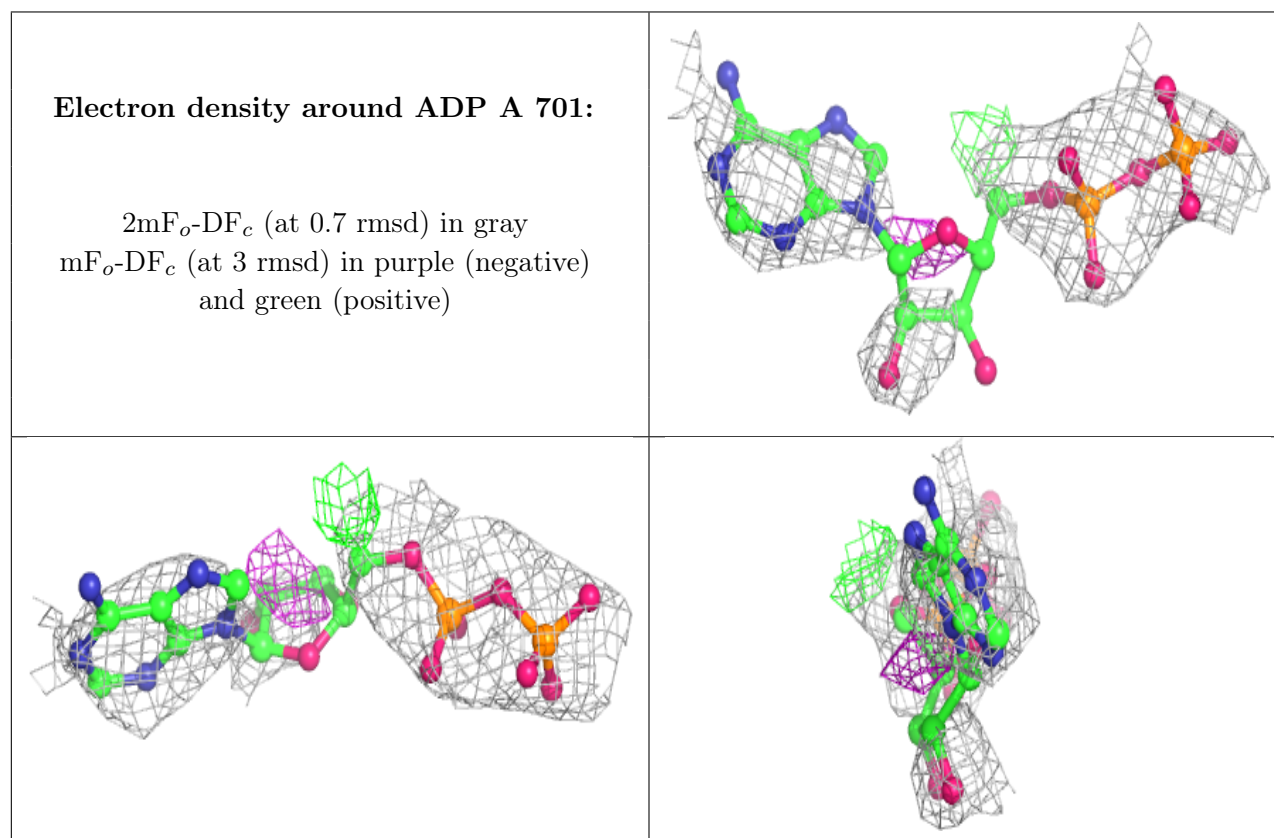 Electron density around ADP A 701:
2mFo-DFc (at 0.7 rmsd) in gray
mFo-DFc (at 3 rmsd) in purple (negative)
and green (positive)